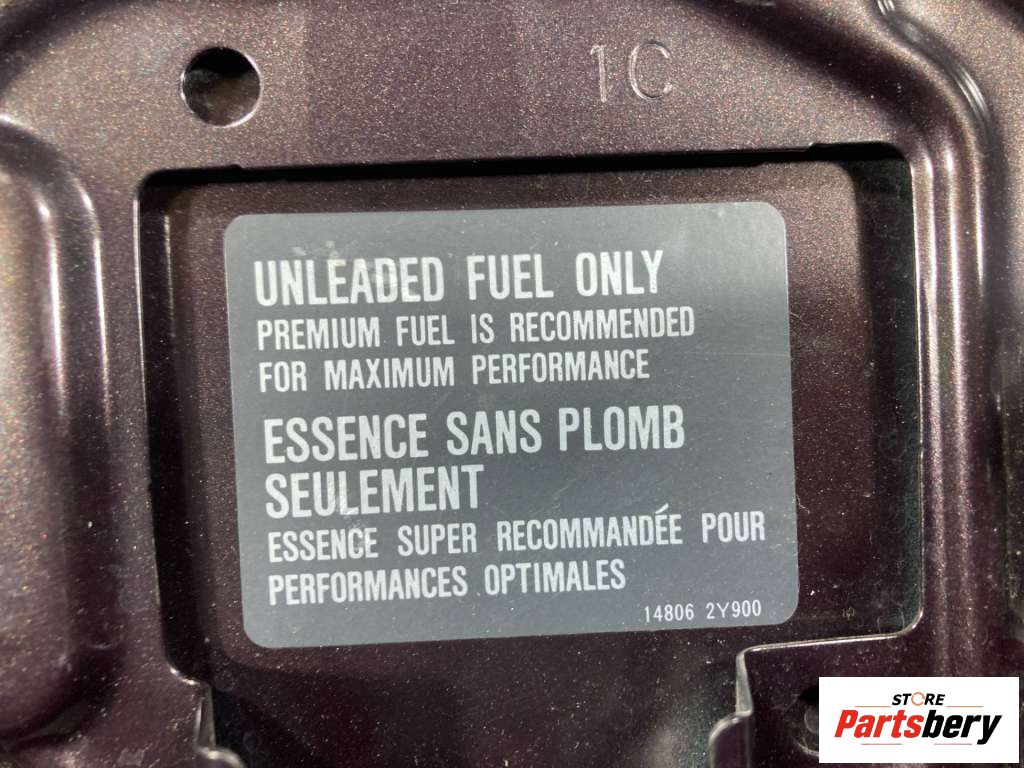 1C
UNLEADED FUEL ONLY
PREMIUM FUEL IS RECOMMENDED
FOR MAXIMUM PERFORMANCE
ESSENCE SANS PLOMB
SEULEMENT
ESSENCE SUPER RECOMMANDÉE POUR
PERFORMANCES OPTIMALES
14806 2Y900
STORE
Partsbery